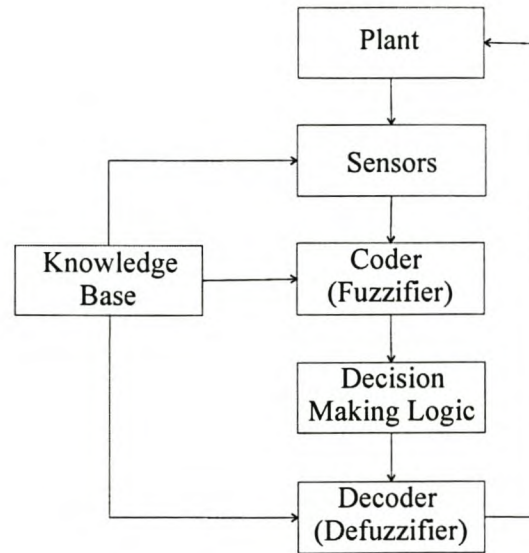 Plant
Sensors
Knowledge
Base
Coder
(Fuzzifier)
Decision
Making Logic
Decoder
(Defuzzifier)